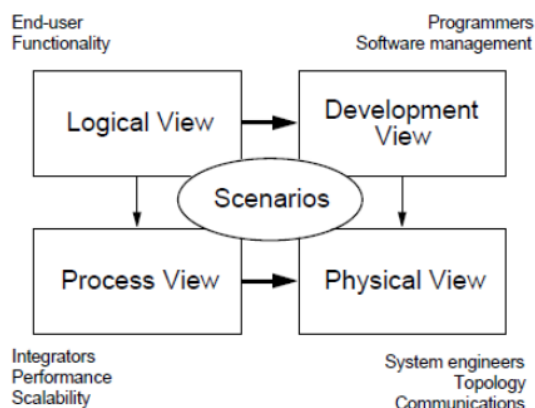 End-user
Functionality
Programmers
Software management
Logical View
Development
View
Scenarios
Process View
Physical View
Integrators
Performance
Scalability
System engineers
Topology
Communications